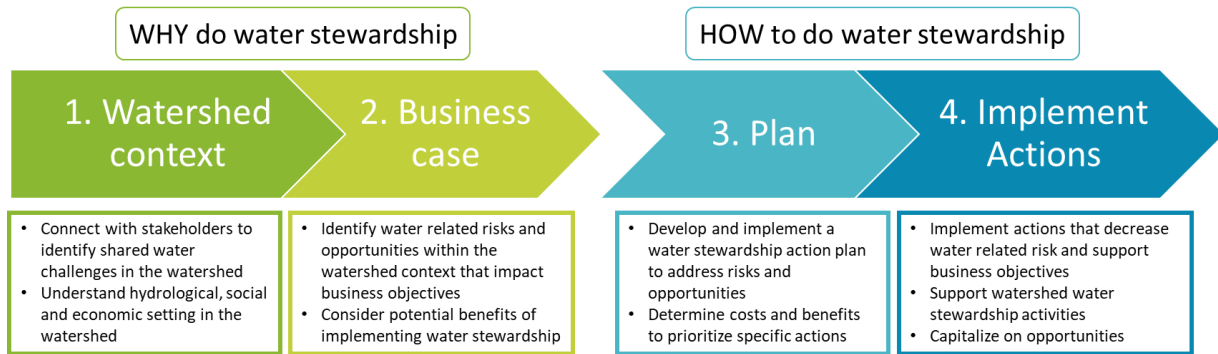 WHY do water stewardship
HOW to do water stewardship
1. Watershed
context
2. Business
case
3. Plan
4. Implement
Actions
• Connect with stakeholders to
identify shared water
challenges in the watershed
• Understand hydrological, social
and economic setting in the
watershed
• Identify water related risks and
opportunities within the
watershed context that impact
business objectives
• Consider potential benefits of
implementing water stewardship
• Develop and implement a
water stewardship action plan
to address risks and
opportunities
• Determine costs and benefits
to prioritize specific actions
• Implement actions that decrease
water related risk and support
business objectives
• Support watershed water
stewardship activities
• Capitalize on opportunities